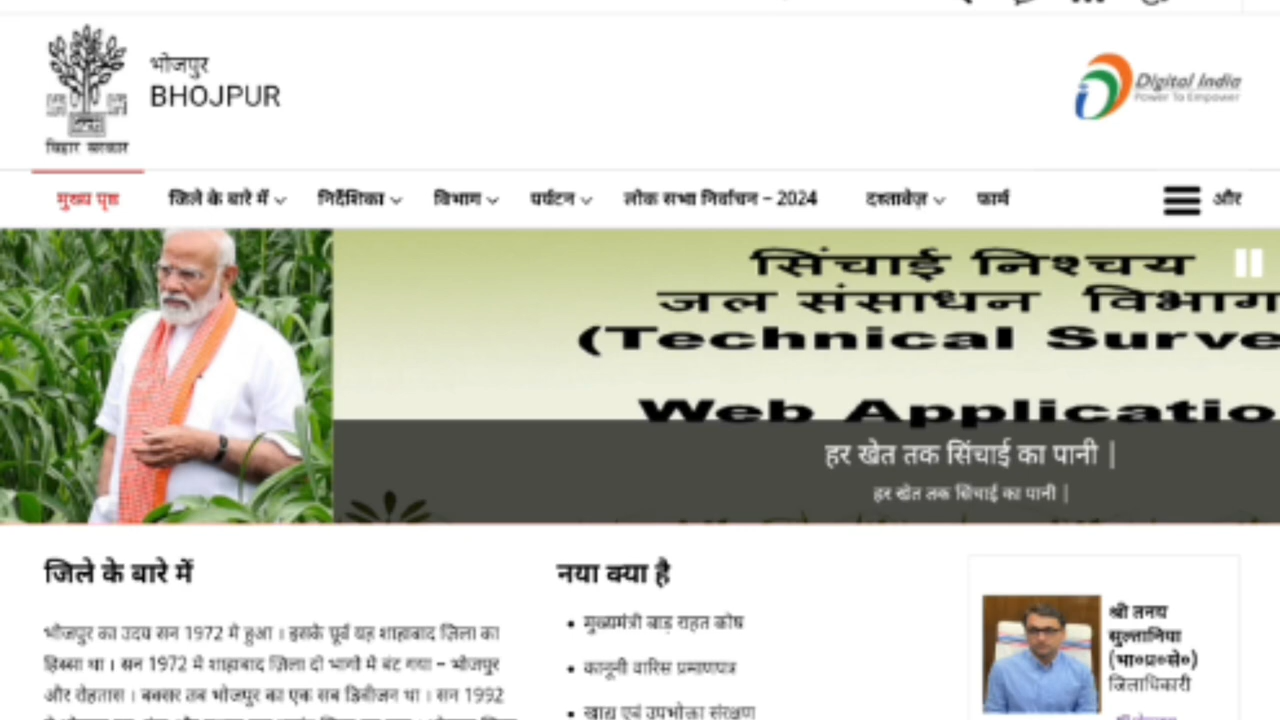 भोजपुर
BHOJPUR
बिहार सरकार
Digital India
Power To Empower
मुख्य पृष्ठ जिले के बारे में निर्देशिका विभाग पर्यटन लोक सभा निर्वाचन – 2024 दस्तावेज़ फार्म और
सिंचाई निश्चय
जल संसाधन विभाग
(Technical Surve
Web Applicatio
हर खेत तक सिंचाई का पानी |
हर खेत तक सिंचाई का पानी |
जिले के बारे में
भोजपुर का उदय सन 1972 में हुआ । इसके पूर्व यह शाहाबाद ज़िला का
हिस्सा था । सन 1972 में शाहाबाद ज़िला दो भागो में बंट गया – भोजपुर
और रोहतास । बक्सर तब भोजपुर का एक सब डिवीजन था । सन 1992
नया क्या है
मुख्यमंत्री बाढ़ राहत कोष
कानूनी वारिस प्रमाणपत्र
खाद्य एवं उपभोक्ता संरक्षण
श्री तनय
सुल्तानिया
(भा०प्र०से०)
जिलाधिकारी